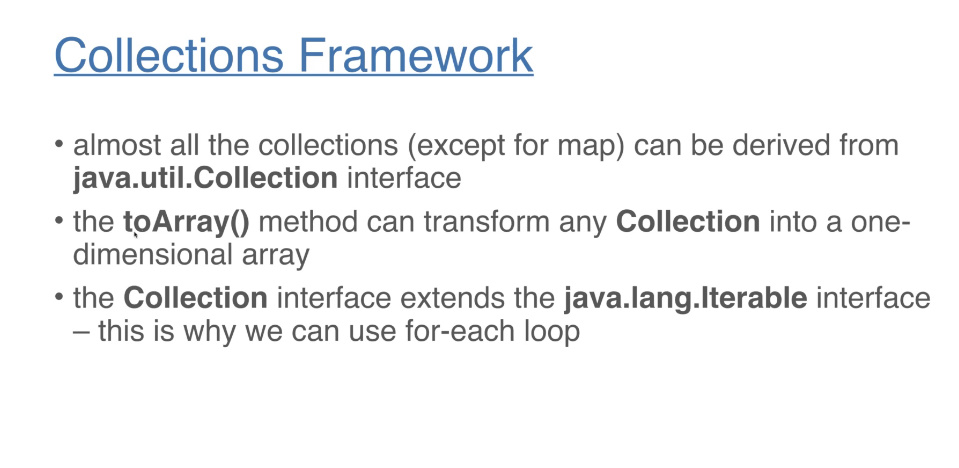 Collections Framework
• almost all the collections (except for map) can be derived from
java.util.Collection interface
• the toArray() method can transform any Collection into a one-
dimensional array
• the Collection interface extends the java.lang.Iterable interface
– this is why we can use for-each loop